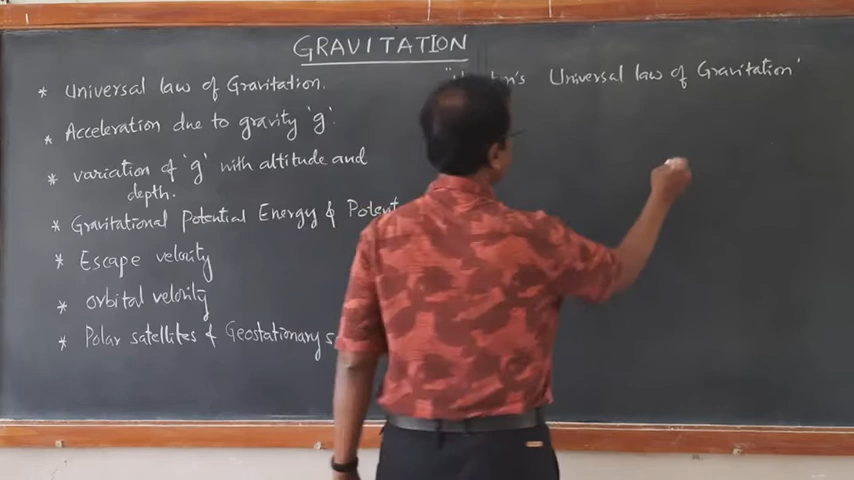 GRAVITATION
* Universal law of Gravitation.
* Acceleration due to gravity 'g'.
* variation of 'g' with altitude and
depth.
* Gravitational Potential Energy &
* Escape velocity
* orbital velocity
* Polar satellites & Geostationary
Universal law of Gravitation'